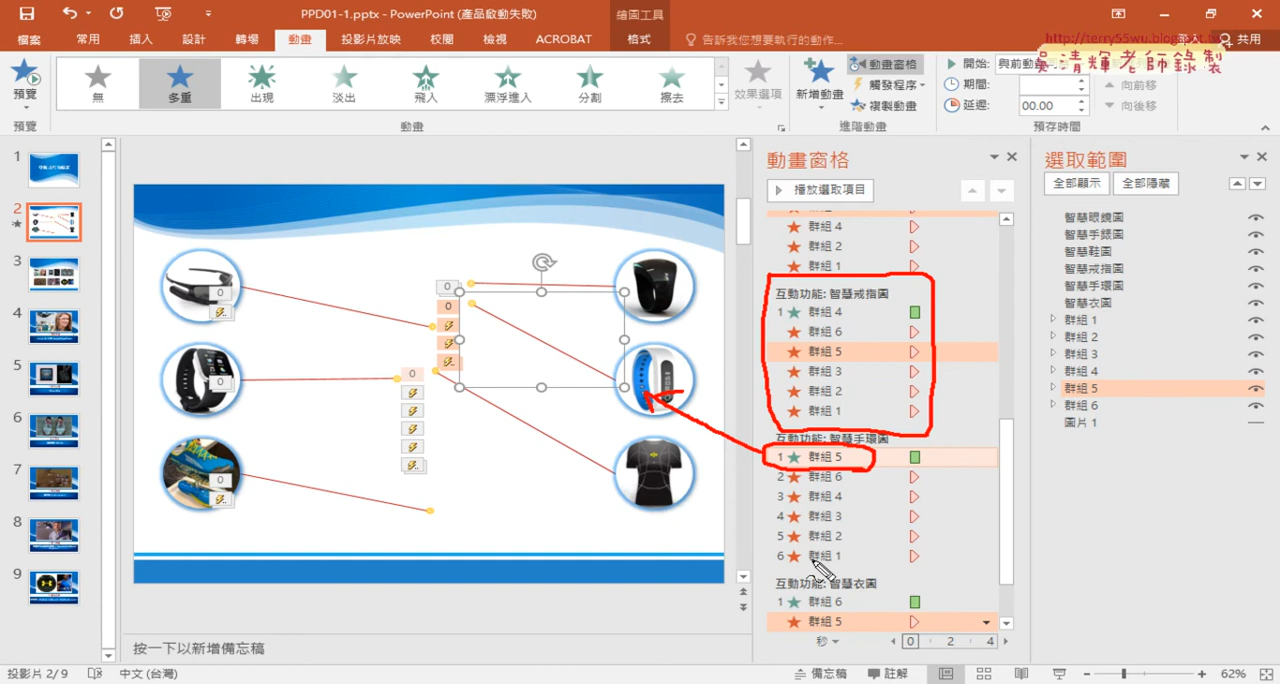 PPD01-1.pptx - PowerPoint (產品啟動失敗)
繪圖工具
檔案 常用 插入 設計 轉場 動畫 投影片放映 校閱 檢視 ACROBAT 格式 告訴我您想要執行的動作... 共用
http://terry55wu.blogspot.tw
吳清輝老師錄製
預覽
無 多重 出現 淡出 飛入 漂浮進入 分割 擦去
效果選項
新增動畫
動畫窗格
觸發程序
複製動畫
開始: 與前動畫
期間:
延遲: 00.00
向前移
向後移
預覽 動畫 進階動畫 預存時間
1
2
3
4
5
6
7
8
9
0
0
0
0
0
0
動畫窗格
播放選取項目
群組 4
群組 2
群組 1
互動功能: 智慧戒指圖
1 群組 4
群組 6
群組 5
群組 3
群組 2
群組 1
互動功能: 智慧手環圖
1 群組 5
2 群組 6
3 群組 4
4 群組 3
5 群組 2
6 群組 1
互動功能: 智慧衣圖
1 群組 6
群組 5
秒 0 2 4
選取範圍
全部顯示 全部隱藏
智慧眼鏡圖
智慧手錶圖
智慧鞋圖
智慧戒指圖
智慧手環圖
智慧衣圖
群組 1
群組 2
群組 3
群組 4
群組 5
群組 6
圖片 1
按一下以新增備忘稿
投影片 2/9 中文 (台灣) 備忘稿 註解 62%